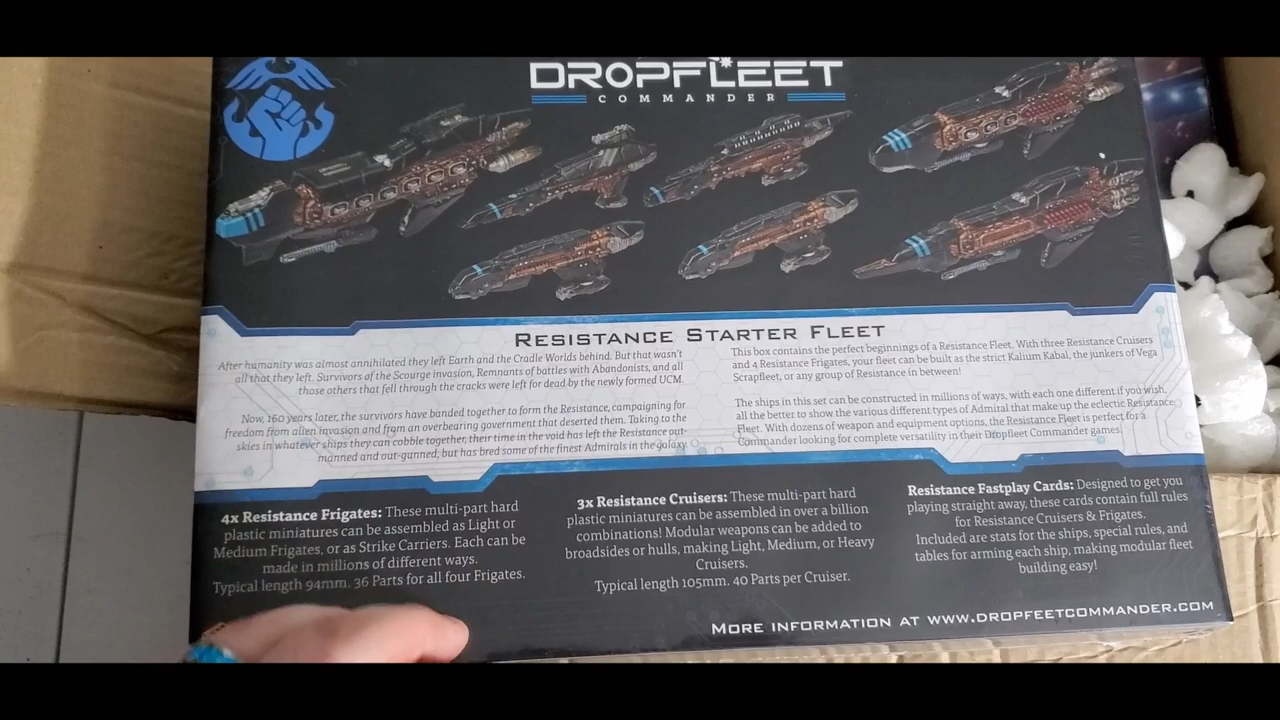 DROPFLEET
COMMANDER
RESISTANCE STARTER FLEET
After humanity was almost annihilated they left Earth and the Cradle Worlds behind. But that wasn't
all that they left. Survivors of the Scourge invasion, Remnants of battles with Abandonists, and all
those others that fell through the cracks were left for dead by the newly formed UCM.
Now, 160 years later, the survivors have banded together to form the Resistance, campaigning for
freedom from alien invasion and from an overbearing government that deserted them. Taking to the
skies in whatever ships they can cobble together, their time in the void has left the Resistance out-
manned and out-gunned, but has bred some of the finest Admirals in the galaxy.
This box contains the perfect beginnings of a Resistance Fleet. With three Resistance Cruisers
and 4 Resistance Frigates, your fleet can be built as the strict Kalium Kabal, the junkers of Vega
Scrapfleet, or any group of Resistance in between!
The ships in this set can be constructed in millions of ways, with each one different if you wish,
all the better to show the various different types of Admiral that make up the eclectic Resistance
Fleet. With dozens of weapon and equipment options, the Resistance Fleet is perfect for a
Commander looking for complete versatility in their Dropfleet Commander games.
4x Resistance Frigates: These multi-part hard
plastic miniatures can be assembled as Light or
Medium Frigates, or as Strike Carriers. Each can be
made in millions of different ways.
Typical length 94mm. 36 Parts for all four Frigates.
3x Resistance Cruisers: These multi-part hard
plastic miniatures can be assembled in over a billion
combinations! Modular weapons can be added to
broadsides or hulls, making Light, Medium, or Heavy
Cruisers.
Typical length 105mm. 40 Parts per Cruiser.
Resistance Fastplay Cards: Designed to get you
playing straight away, these cards contain full rules
for Resistance Cruisers & Frigates.
Included are stats for the ships, special rules, and
tables for arming each ship, making modular fleet
building easy!
MORE INFORMATION AT WWW.DROPFEETCOMMANDER.COM